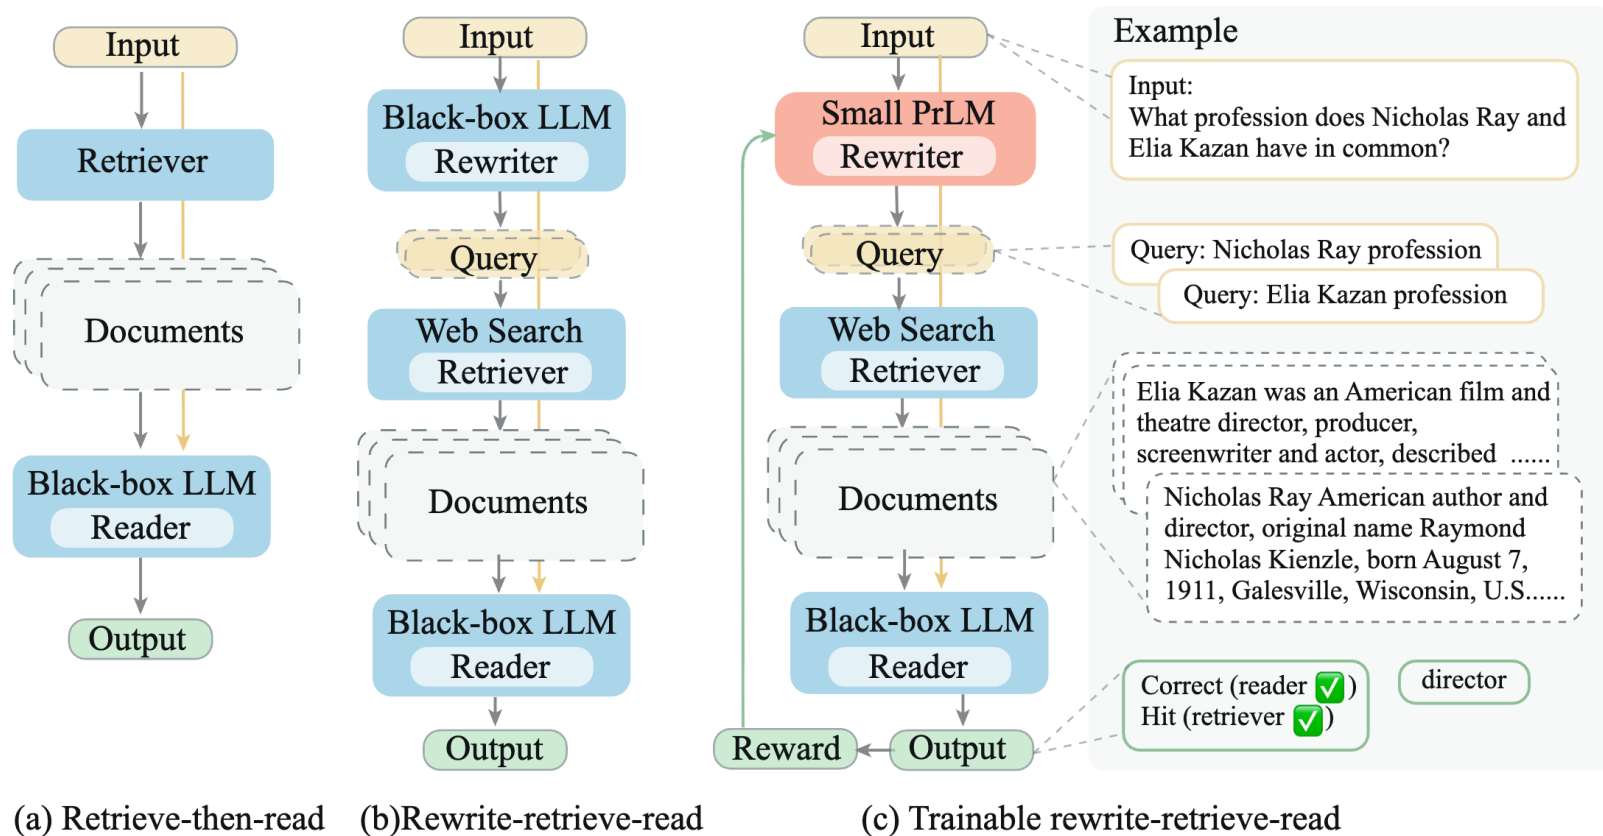 Input
Retriever
Documents
Black-box LLM
Reader
Output
(a) Retrieve-then-read
Input
Black-box LLM
Rewriter
Query
Web Search
Retriever
Documents
Black-box LLM
Reader
Output
(b)Rewrite-retrieve-read
Input
Small PrLM
Rewriter
Query
Web Search
Retriever
Documents
Black-box LLM
Reader
Reward
Output
(c) Trainable rewrite-retrieve-read
Example
Input:
What profession does Nicholas Ray and
Elia Kazan have in common?
Query: Nicholas Ray profession
Query: Elia Kazan profession
Elia Kazan was an American film and
theatre director, producer,
screenwriter and actor, described ......
Nicholas Ray American author and
director, original name Raymond
Nicholas Kienzle, born August 7,
1911, Galesville, Wisconsin, U.S......
Correct (reader ✅)
Hit (retriever ✅)
director